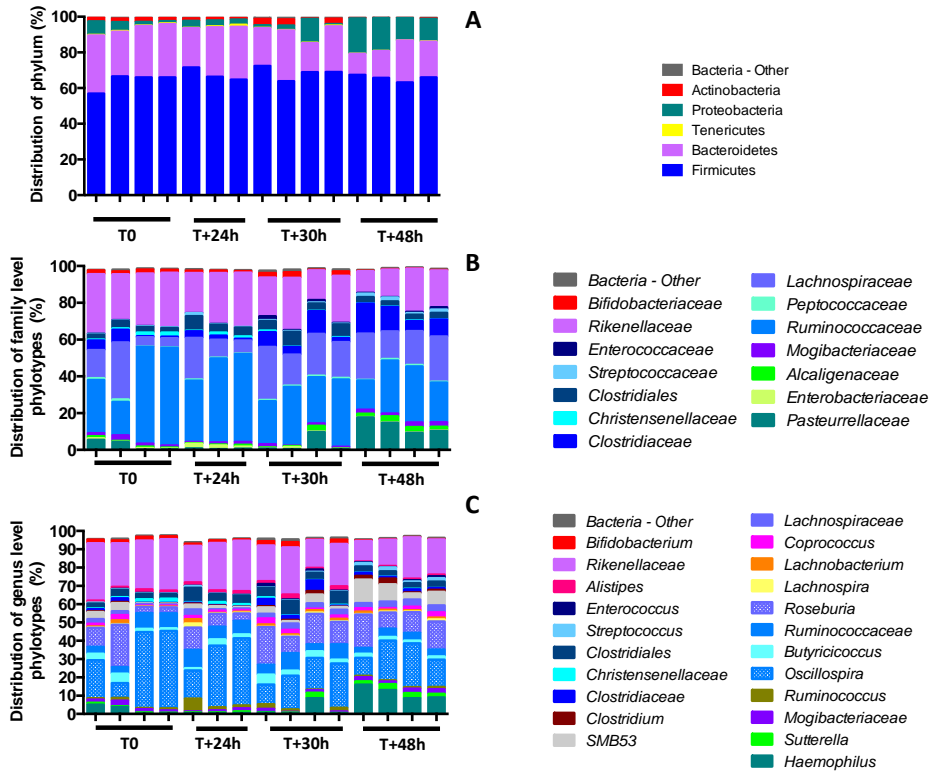 A
Distribution of phylum (%)
100
80
60
40
20
0
T0
T+24h
T+30h
T+48h
Bacteria - Other
Actinobacteria
Proteobacteria
Tenericutes
Bacteroidetes
Firmicutes
B
Distribution of family level
phylotypes (%)
100
80
60
40
20
0
T0
T+24h
T+30h
T+48h
Bacteria - Other
Bifidobacteriaceae
Rikenellaceae
Enterococcaceae
Streptococcaceae
Clostridiales
Christensenellaceae
Clostridiaceae
Lachnospiraceae
Peptococcaceae
Ruminococcaceae
Mogibacteriaceae
Alcaligenaceae
Enterobacteriaceae
Pasteurrellaceae
C
Distribution of genus level
phylotypes (%)
100
90
80
70
60
50
40
30
20
10
0
T0
T+24h
T+30h
T+48h
Bacteria - Other
Bifidobacterium
Rikenellaceae
Alistipes
Enterococcus
Streptococcus
Clostridiales
Christensenellaceae
Clostridiaceae
Clostridium
SMB53
Lachnospiraceae
Coprococcus
Lachnobacterium
Lachnospira
Roseburia
Ruminococcaceae
Butyricicoccus
Oscillospira
Ruminococcus
Mogibacteriaceae
Sutterella
Haemophilus